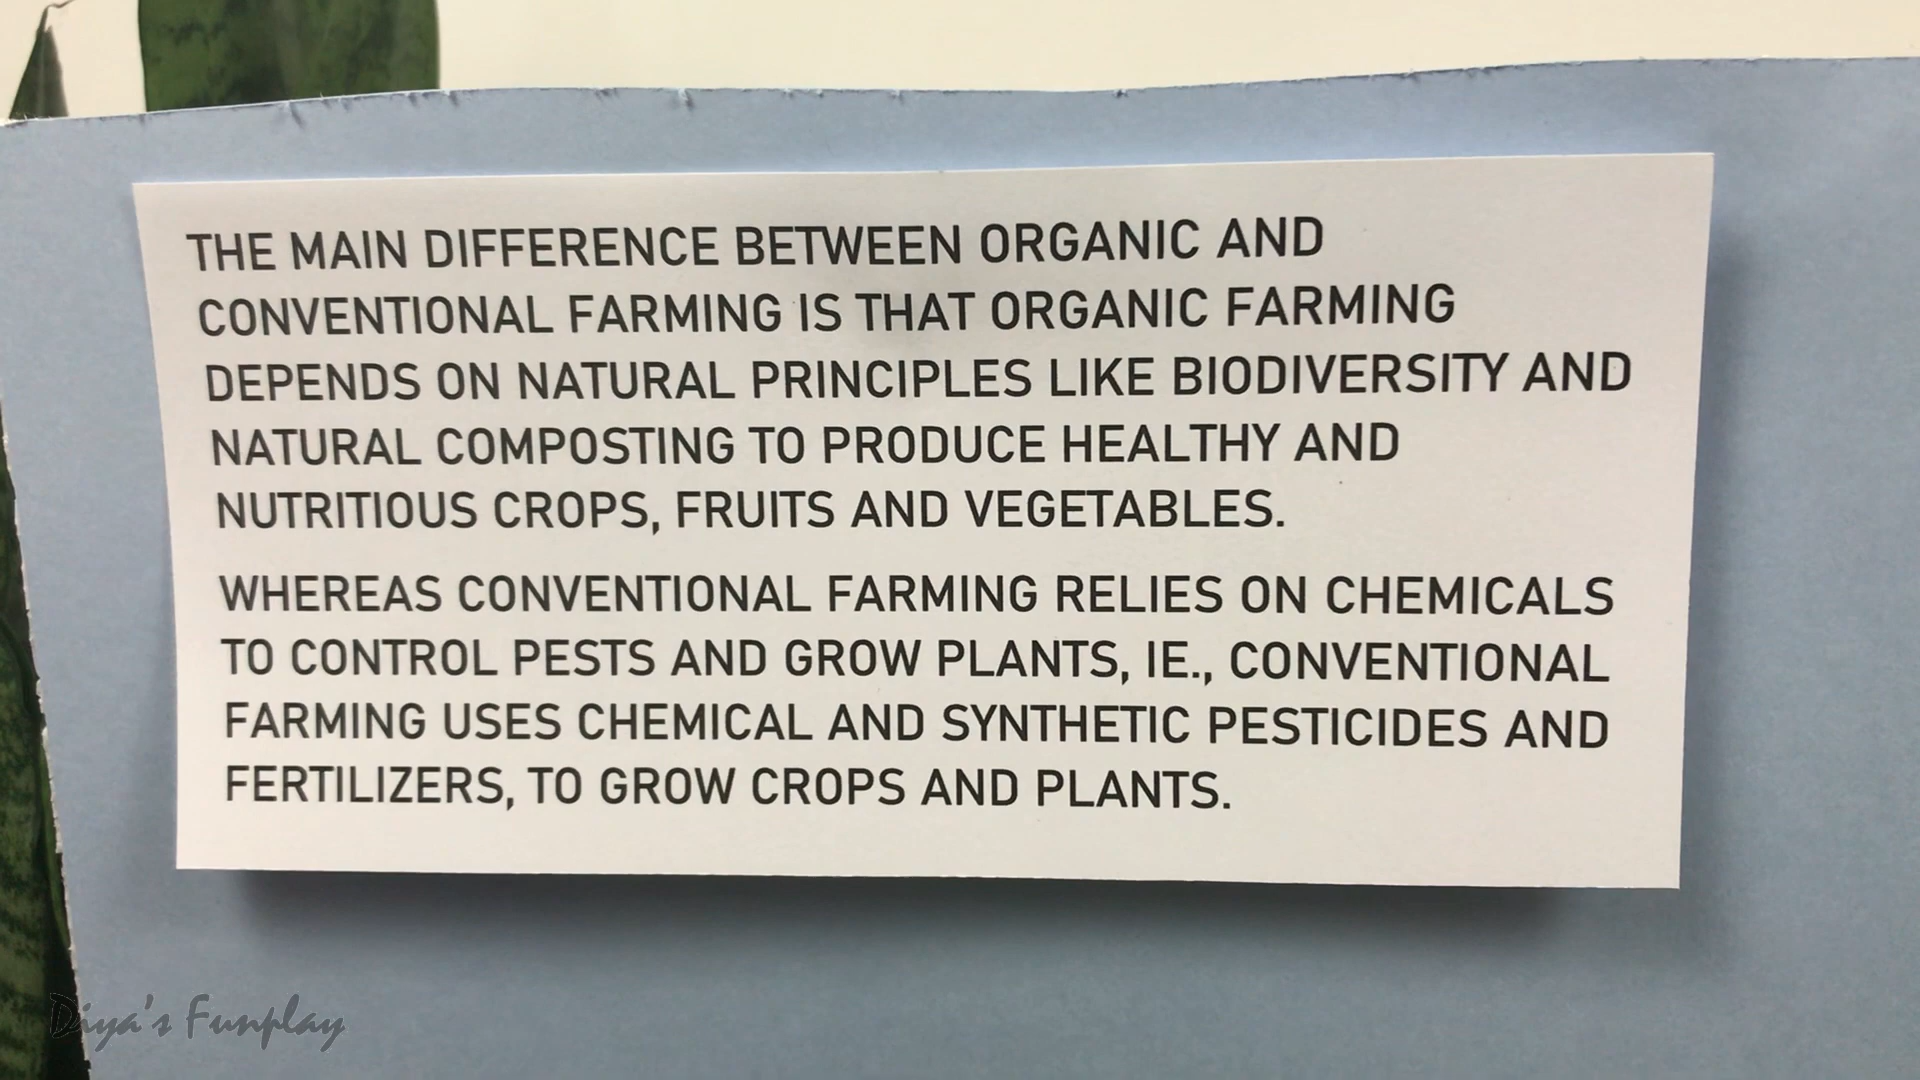 THE MAIN DIFFERENCE BETWEEN ORGANIC AND
CONVENTIONAL FARMING IS THAT ORGANIC FARMING
DEPENDS ON NATURAL PRINCIPLES LIKE BIODIVERSITY AND
NATURAL COMPOSTING TO PRODUCE HEALTHY AND
NUTRITIOUS CROPS, FRUITS AND VEGETABLES.
WHEREAS CONVENTIONAL FARMING RELIES ON CHEMICALS
TO CONTROL PESTS AND GROW PLANTS, IE., CONVENTIONAL
FARMING USES CHEMICAL AND SYNTHETIC PESTICIDES AND
FERTILIZERS, TO GROW CROPS AND PLANTS.
Diya's Funplay